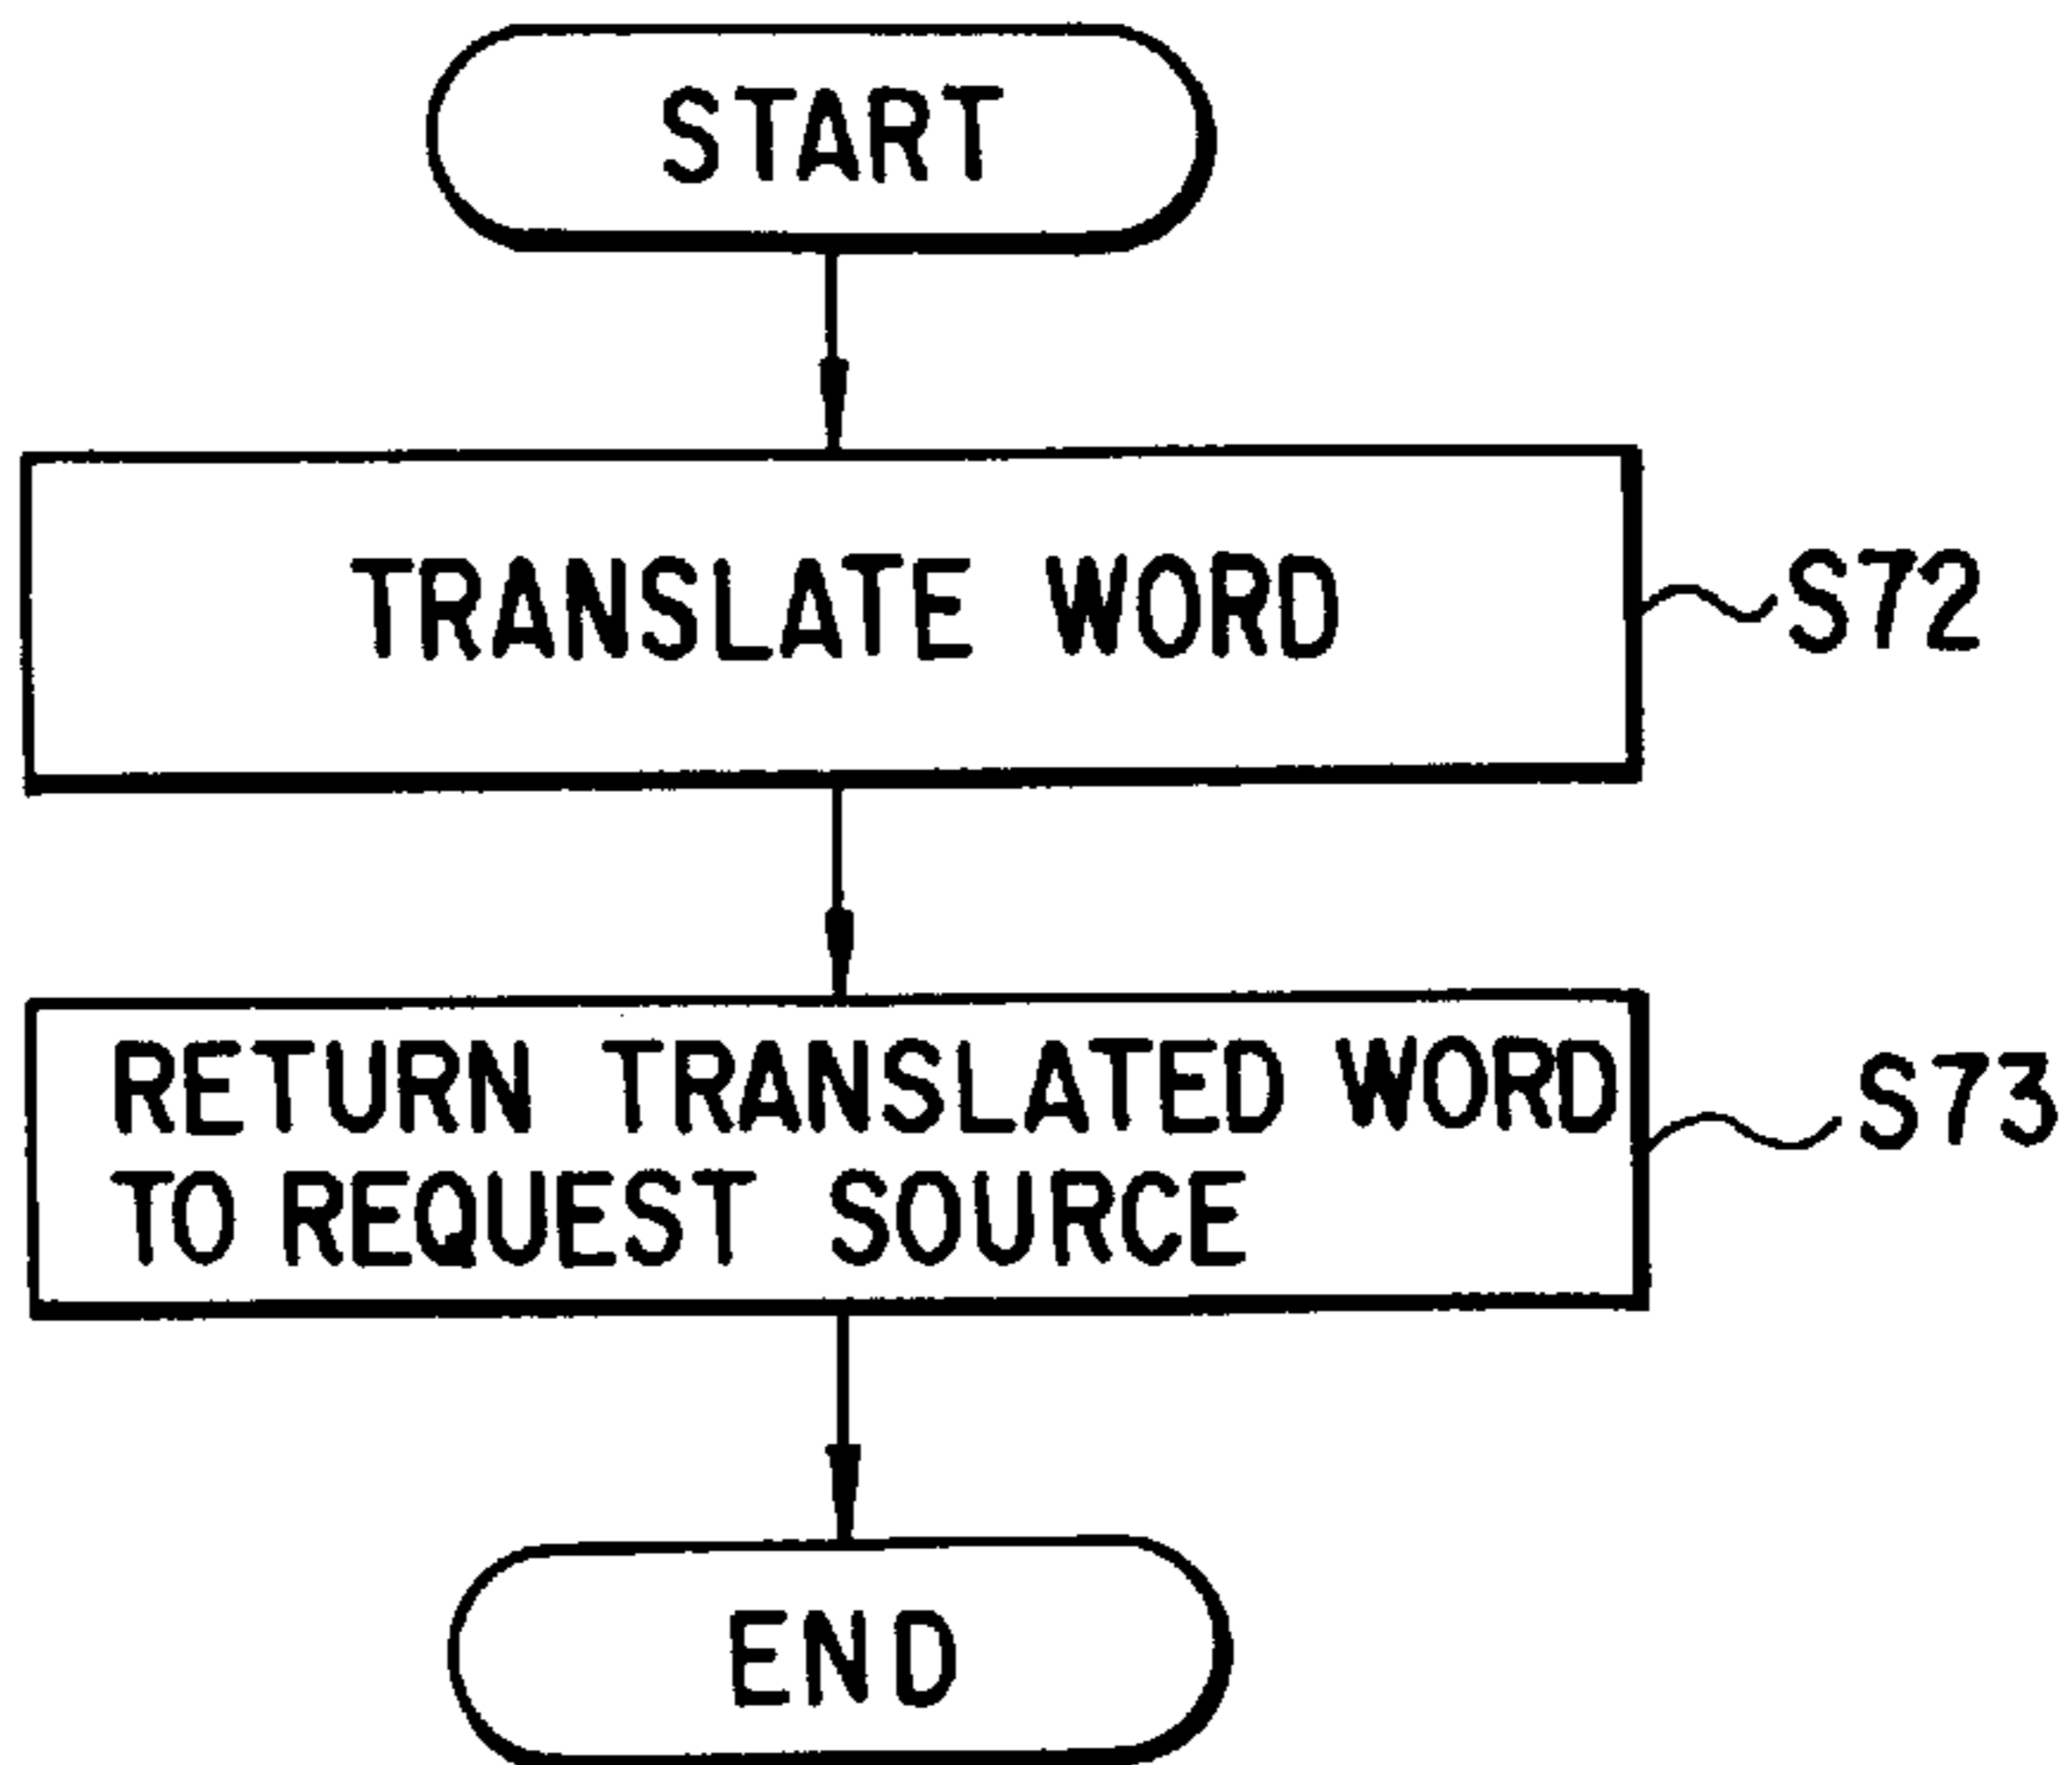 START
TRANSLATE WORD
S72
RETURN TRANSLATED WORD
TO REQUEST SOURCE
S73
END